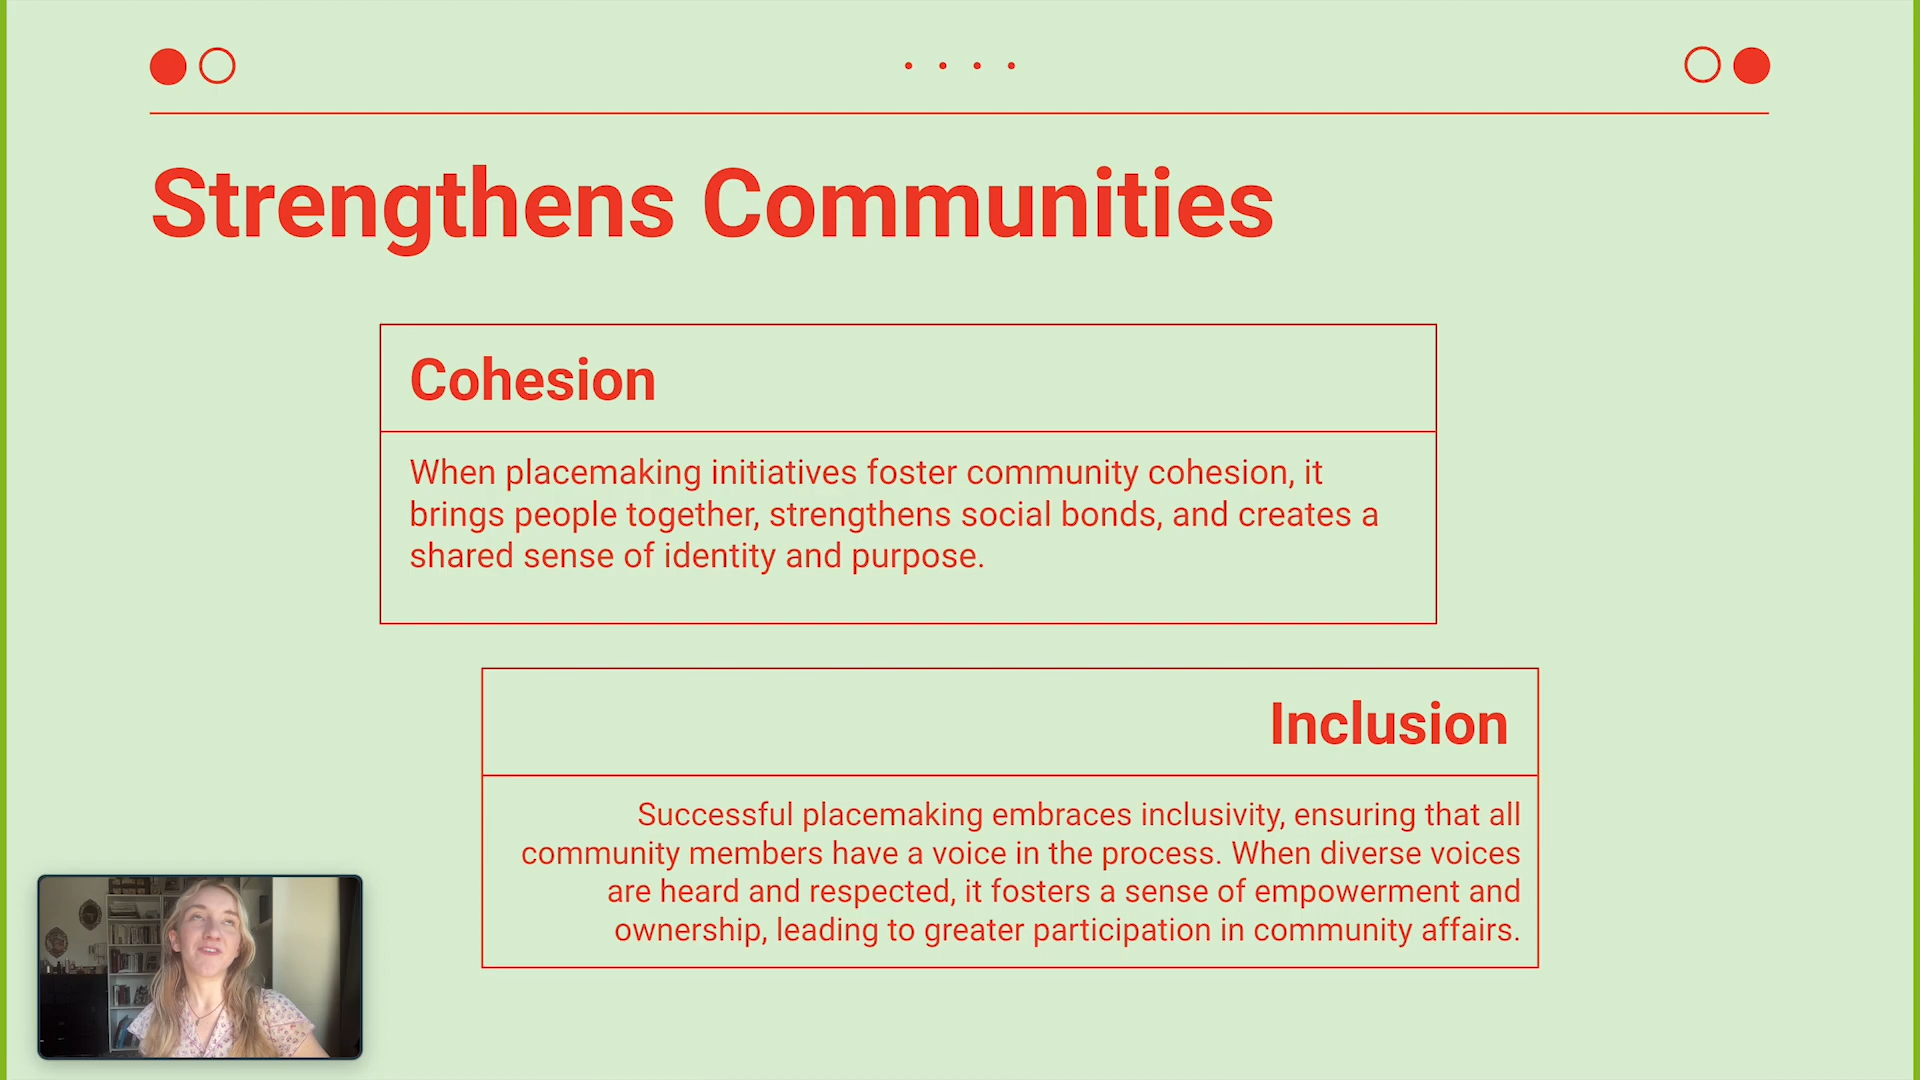 Strengthens Communities
Cohesion
When placemaking initiatives foster community cohesion, it
brings people together, strengthens social bonds, and creates a
shared sense of identity and purpose.
Inclusion
Successful placemaking embraces inclusivity, ensuring that all
community members have a voice in the process. When diverse voices
are heard and respected, it fosters a sense of empowerment and
ownership, leading to greater participation in community affairs.